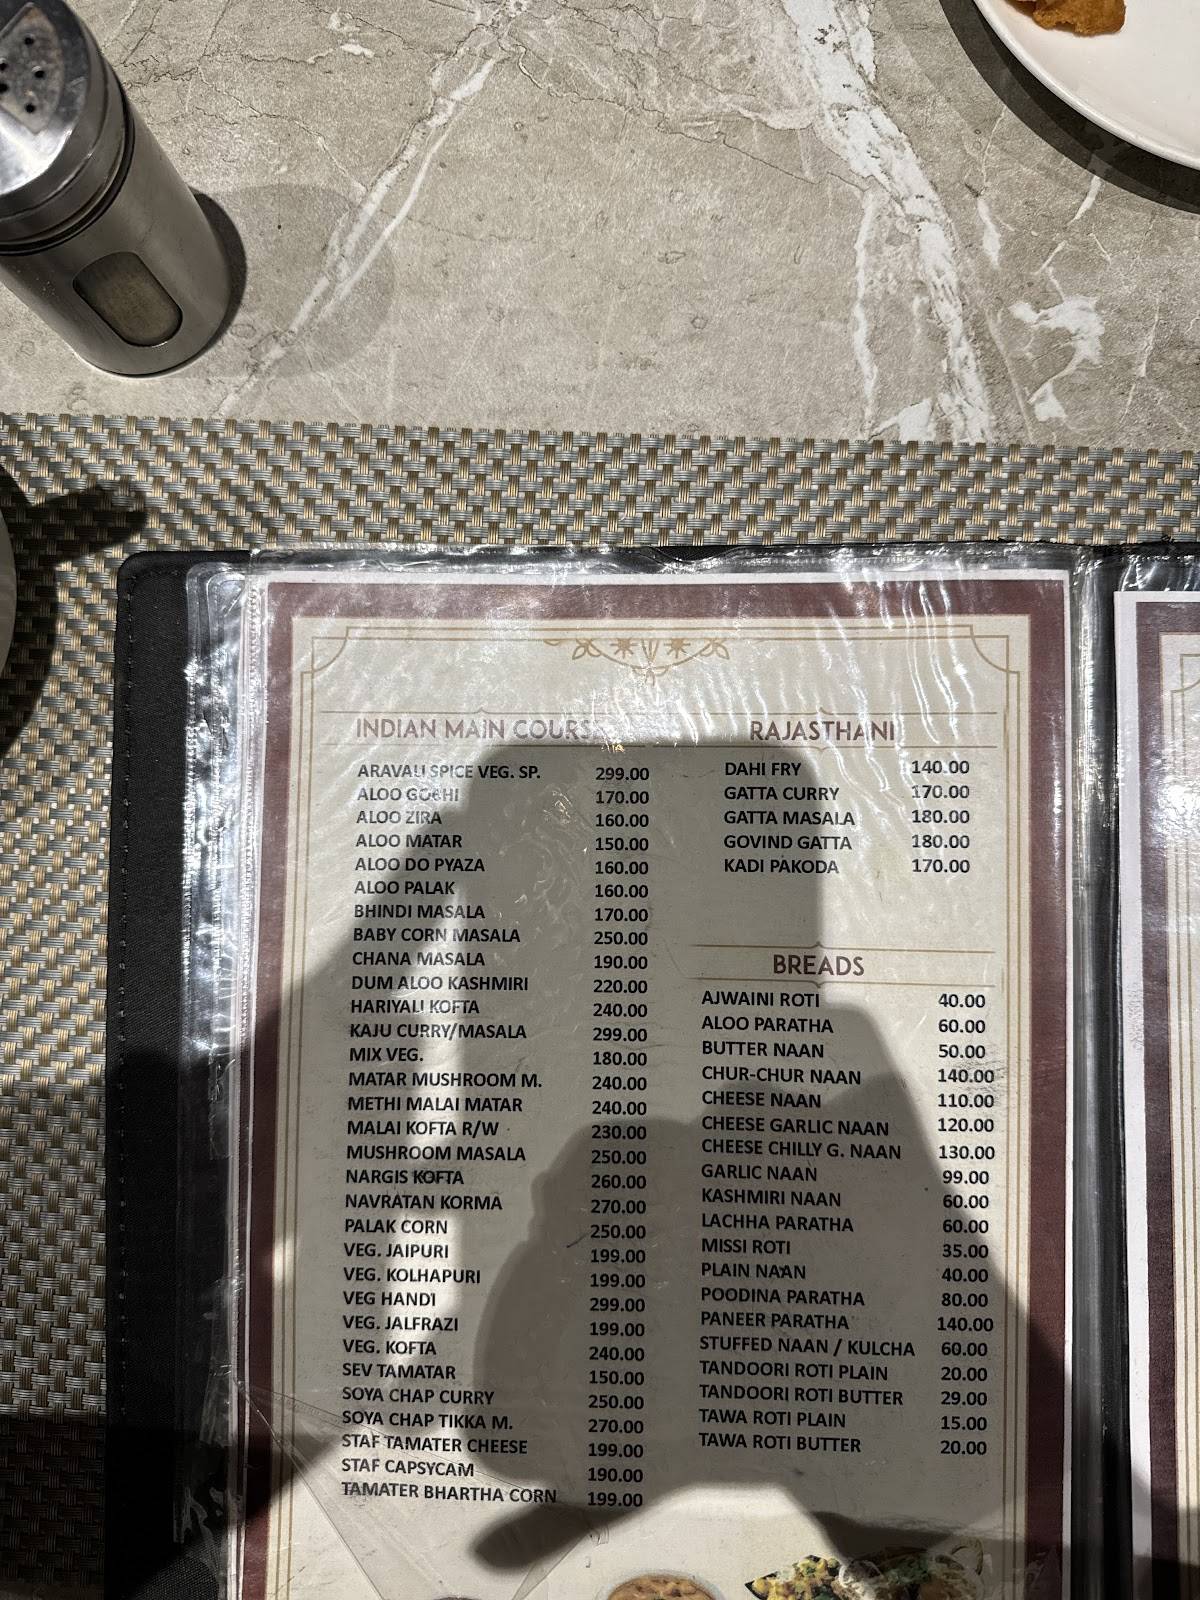 INDIAN MAIN COURSE
ARAVALI SPICE VEG. SP. 299.00
ALOO GOBHI 170.00
ALOO ZIRA 160.00
ALOO MATAR 150.00
ALOO DO PYAZA 160.00
ALOO PALAK 160.00
BHINDI MASALA 170.00
BABY CORN MASALA 250.00
CHANA MASALA 190.00
DUM ALOO KASHMIRI 220.00
HARIYALI KOFTA 240.00
KAJU CURRY/MASALA 299.00
MIX VEG. 180.00
MATAR MUSHROOM M. 240.00
METHI MALAI MATAR 240.00
MALAI KOFTA R/W 230.00
MUSHROOM MASALA 250.00
NARGIS KOFTA 260.00
NAVRATAN KORMA 270.00
PALAK CORN 250.00
VEG. JAIPURI 199.00
VEG. KOLHAPURI 199.00
VEG HANDI 299.00
VEG. JALFRAZI 199.00
VEG. KOFTA 240.00
SEV TAMATAR 150.00
SOYA CHAP CURRY 250.00
SOYA CHAP TIKKA M. 270.00
STAF TAMATER CHEESE 199.00
STAF CAPSYCAM 190.00
TAMATER BHARTHA CORN 199.00
RAJASTHANI
DAHI FRY 140.00
GATTA CURRY 170.00
GATTA MASALA 180.00
GOVIND GATTA 180.00
KADI PAKODA 170.00
BREADS
AJWAINI ROTI 40.00
ALOO PARATHA 60.00
BUTTER NAAN 50.00
CHUR-CHUR NAAN 140.00
CHEESE NAAN 110.00
CHEESE GARLIC NAAN 120.00
CHEESE CHILLY G. NAAN 130.00
GARLIC NAAN 99.00
KASHMIRI NAAN 60.00
LACHHA PARATHA 60.00
MISSI ROTI 35.00
PLAIN NAAN 40.00
POODINA PARATHA 80.00
PANEER PARATHA 140.00
STUFFED NAAN / KULCHA 60.00
TANDOORI ROTI PLAIN 20.00
TANDOORI ROTI BUTTER 29.00
TAWA ROTI PLAIN 15.00
TAWA ROTI BUTTER 20.00